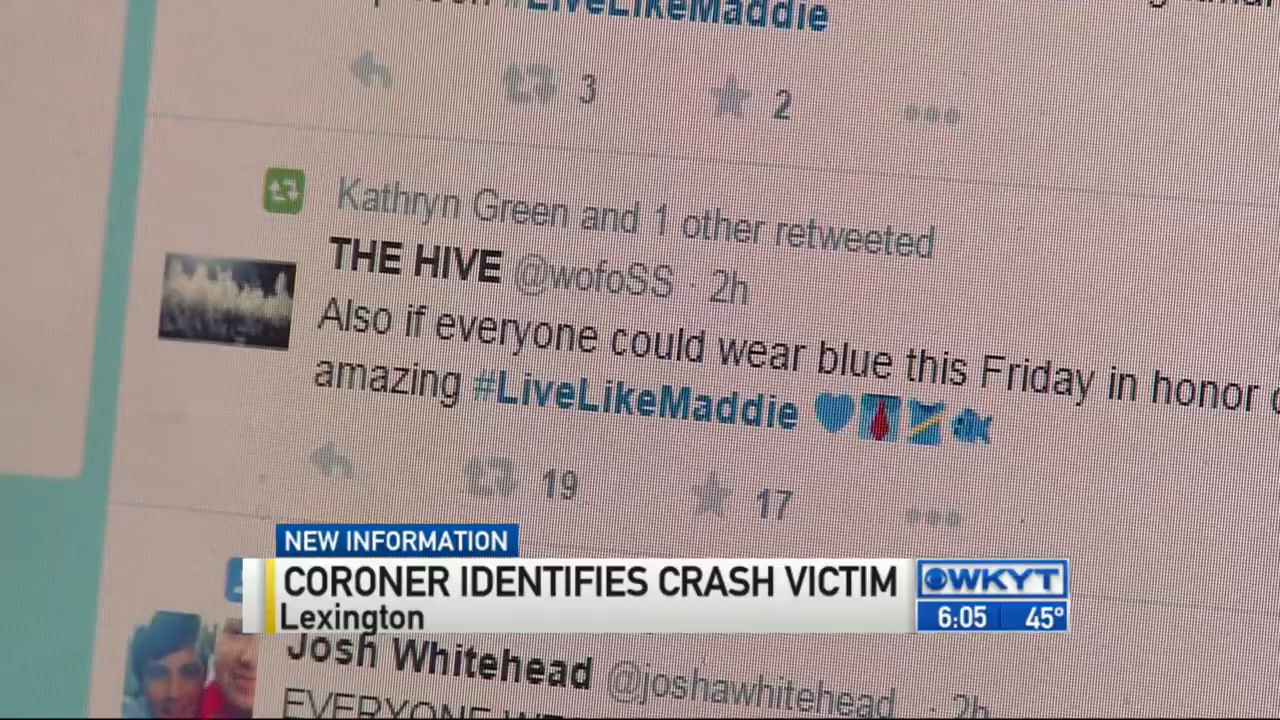 #LiveLikeMaddie
3 2
Kathryn Green and 1 other retweeted
THE HIVE @wofoSS · 2h
Also if everyone could wear blue this Friday in honor
amazing #LiveLikeMaddie
19 17
NEW INFORMATION
CORONER IDENTIFIES CRASH VICTIM
Lexington
WKYT
6:05 45°
Josh Whitehead @joshawhitehead · 2h
EVERYONE